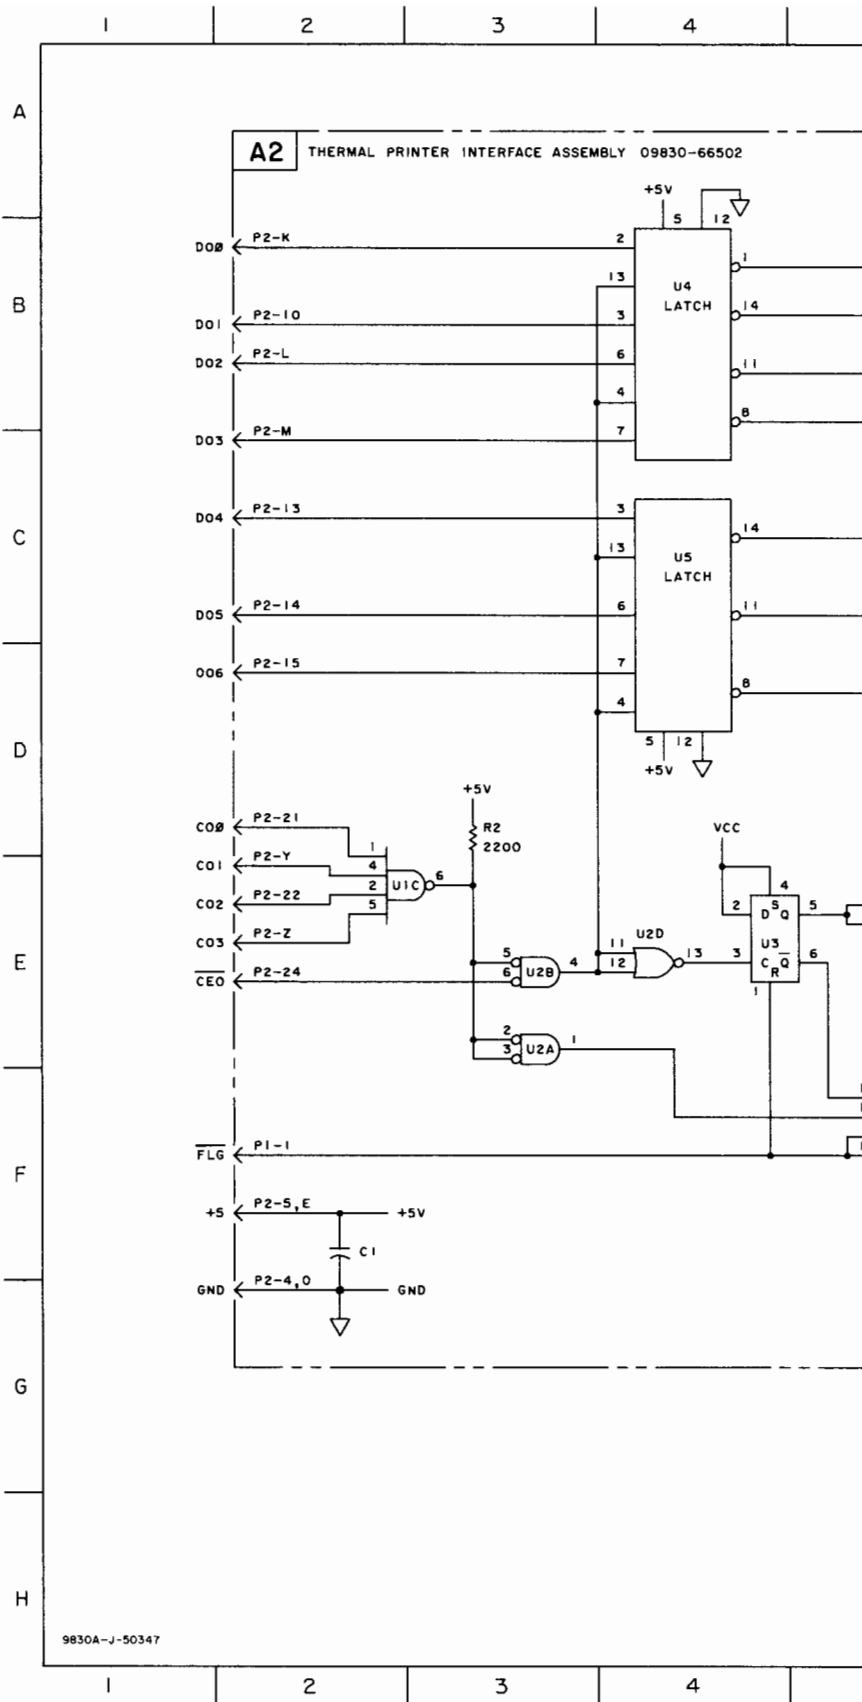 1 2 3 4
A
A2 THERMAL PRINTER INTERFACE ASSEMBLY 09830-66502
+5V
5 12
DOØ P2-K 2
1
13
U4
LATCH
B
14
DO1 P2-10 3
DO2 P2-L 6
11
4
8
DO3 P2-M 7
DO4 P2-13 3
14
C
13
U5
LATCH
DO5 P2-14 6
11
DO6 P2-15 7
8
4
5 12
D
+5V
+5V
COØ P2-21
R2
2200
VCC
1
CO1 P2-Y 4
U1C 6
4
CO2 P2-22 2
5
2 D S Q 5
U3
CO3 P2-Z
U2D
E
5
11
CEO P2-24 6 U2B 4
12
13
3 C Q 6
R
1
2
3 U2A 1
FLG P1-1
F
+5 P2-5,E +5V
C1
GND P2-4,O GND
G
H
9830A-J-50347
1 2 3 4